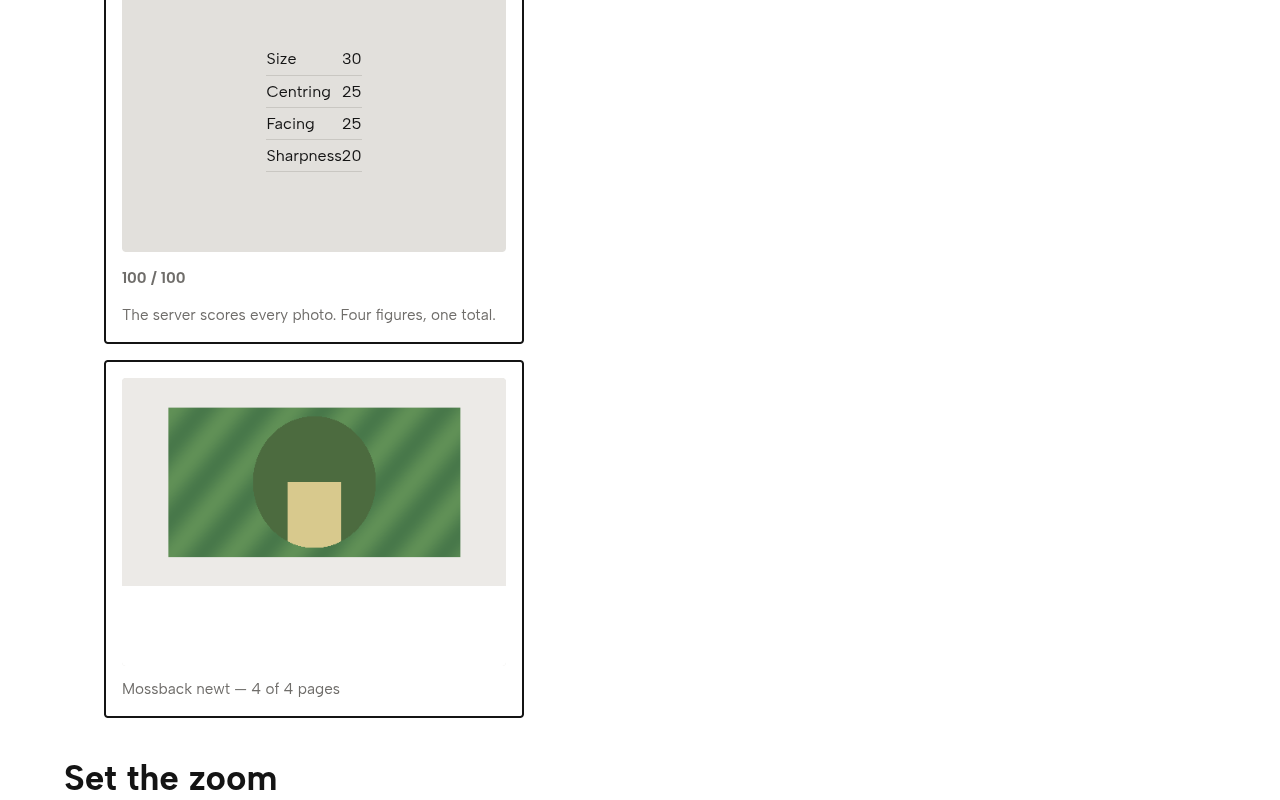 Size 30
Centring 25
Facing 25
Sharpness20
100 / 100
The server scores every photo. Four figures, one total.
Mossback newt — 4 of 4 pages
Set the zoom